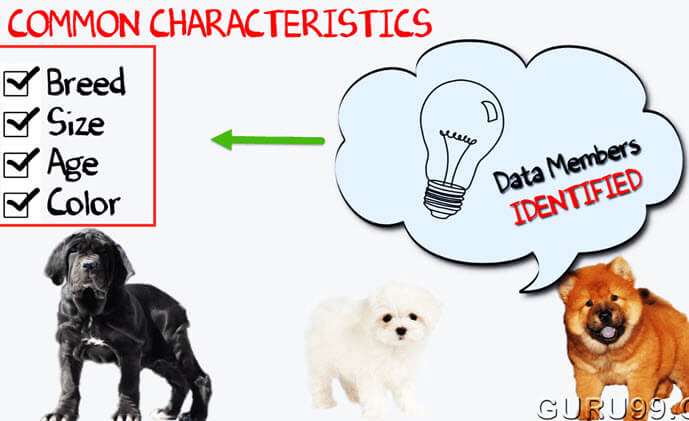 COMMON CHARACTERISTICS
Breed
Size
Age
Color
Data Members
IDENTIFIED
GURU99.C